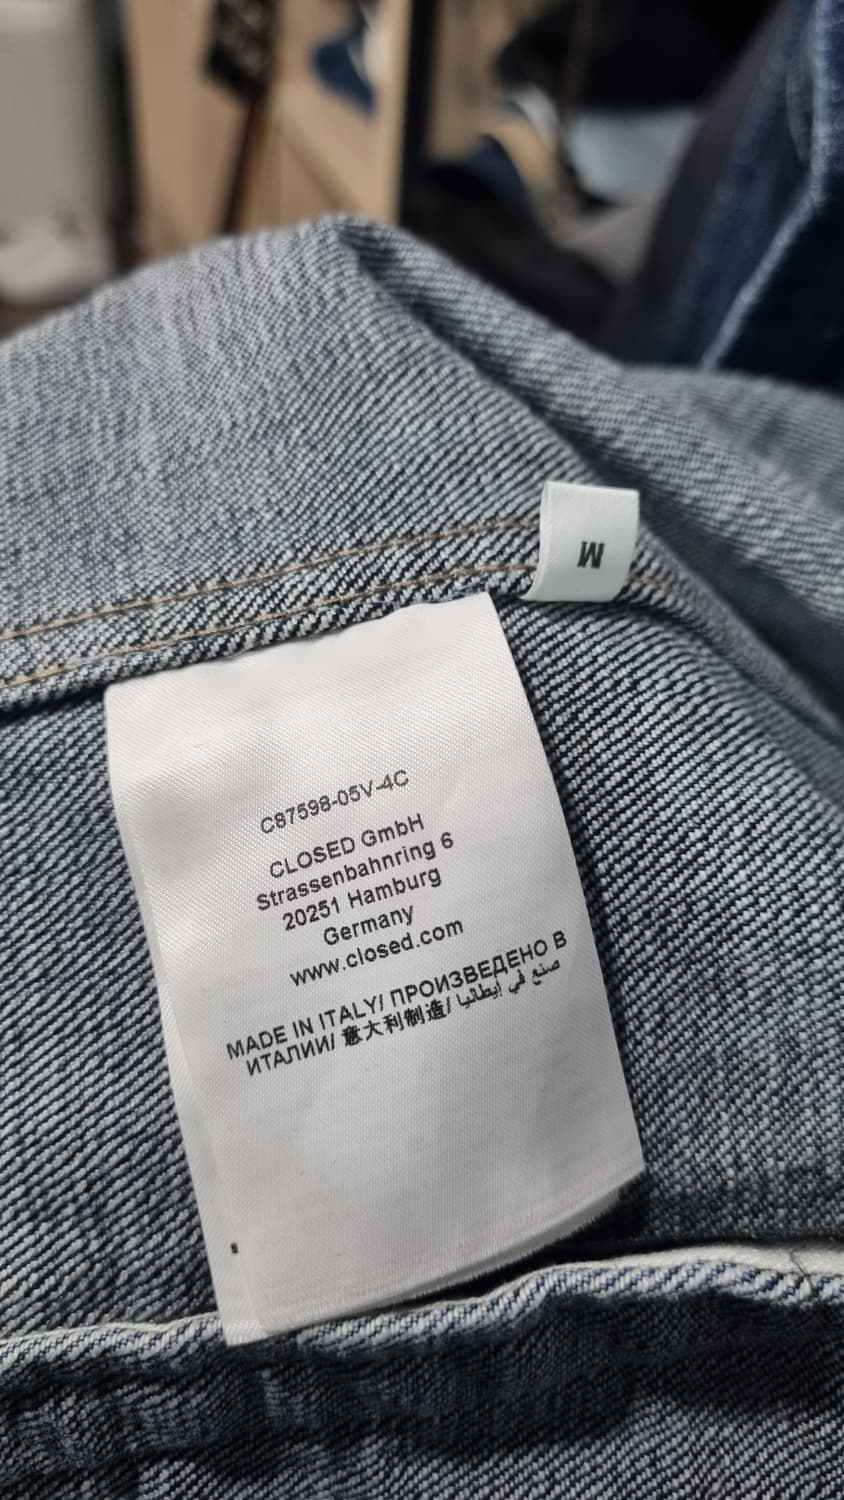 M
C87598-05V-4C
CLOSED GmbH
Strassenbahnring 6
20251 Hamburg
Germany
www.closed.com
MADE IN ITALY/ ПРОИЗВЕДЕНО В
ИТАЛИИ/ 意大利制造/ صنع في إيطاليا